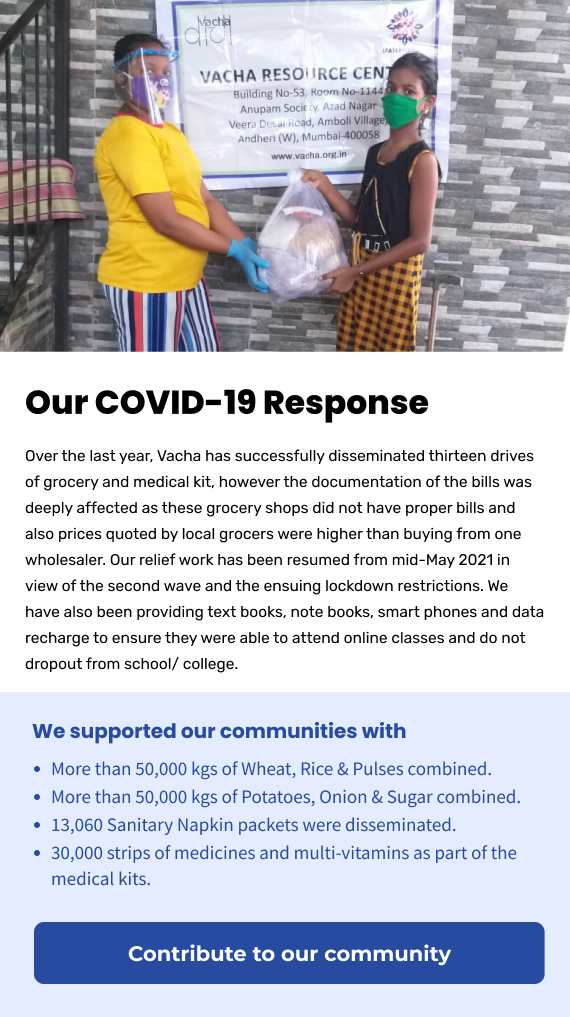 vacha
VACHA RESOURCE CENT
Building No-53, Room No-1144
Anupam Society, Azad Nagar
Veera Desai Road, Amboli Village,
Andheri (W), Mumbai-400058
www.vacha.org.in
Our COVID-19 Response
Over the last year, Vacha has successfully disseminated thirteen drives
of grocery and medical kit, however the documentation of the bills was
deeply affected as these grocery shops did not have proper bills and
also prices quoted by local grocers were higher than buying from one
wholesaler. Our relief work has been resumed from mid-May 2021 in
view of the second wave and the ensuing lockdown restrictions. We
have also been providing text books, note books, smart phones and data
recharge to ensure they were able to attend online classes and do not
dropout from school/ college.
We supported our communities with
• More than 50,000 kgs of Wheat, Rice & Pulses combined.
• More than 50,000 kgs of Potatoes, Onion & Sugar combined.
• 13,060 Sanitary Napkin packets were disseminated.
• 30,000 strips of medicines and multi-vitamins as part of the
medical kits.
Contribute to our community